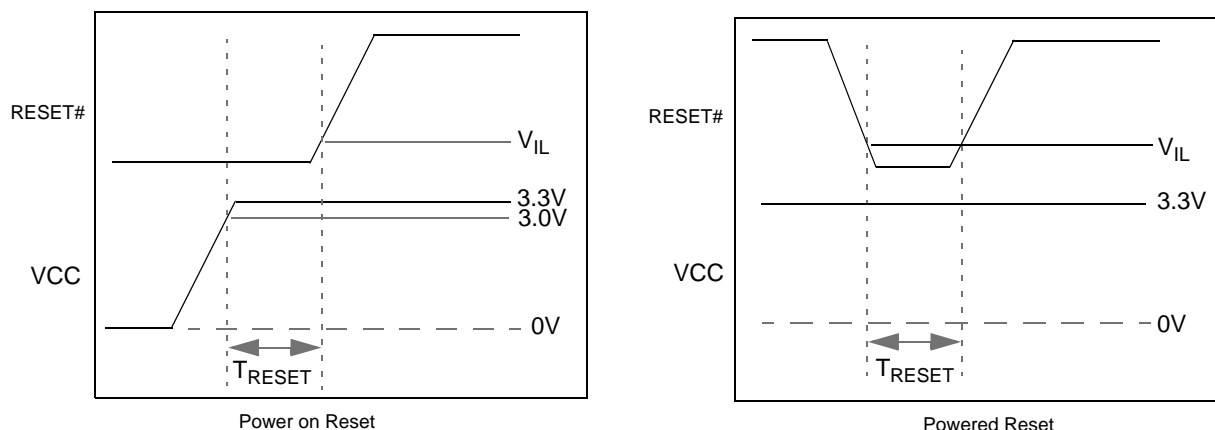 RESET#
V_IL
3.3V
3.0V
VCC
0V
T_RESET
Power on Reset
RESET#
V_IL
3.3V
VCC
0V
T_RESET
Powered Reset